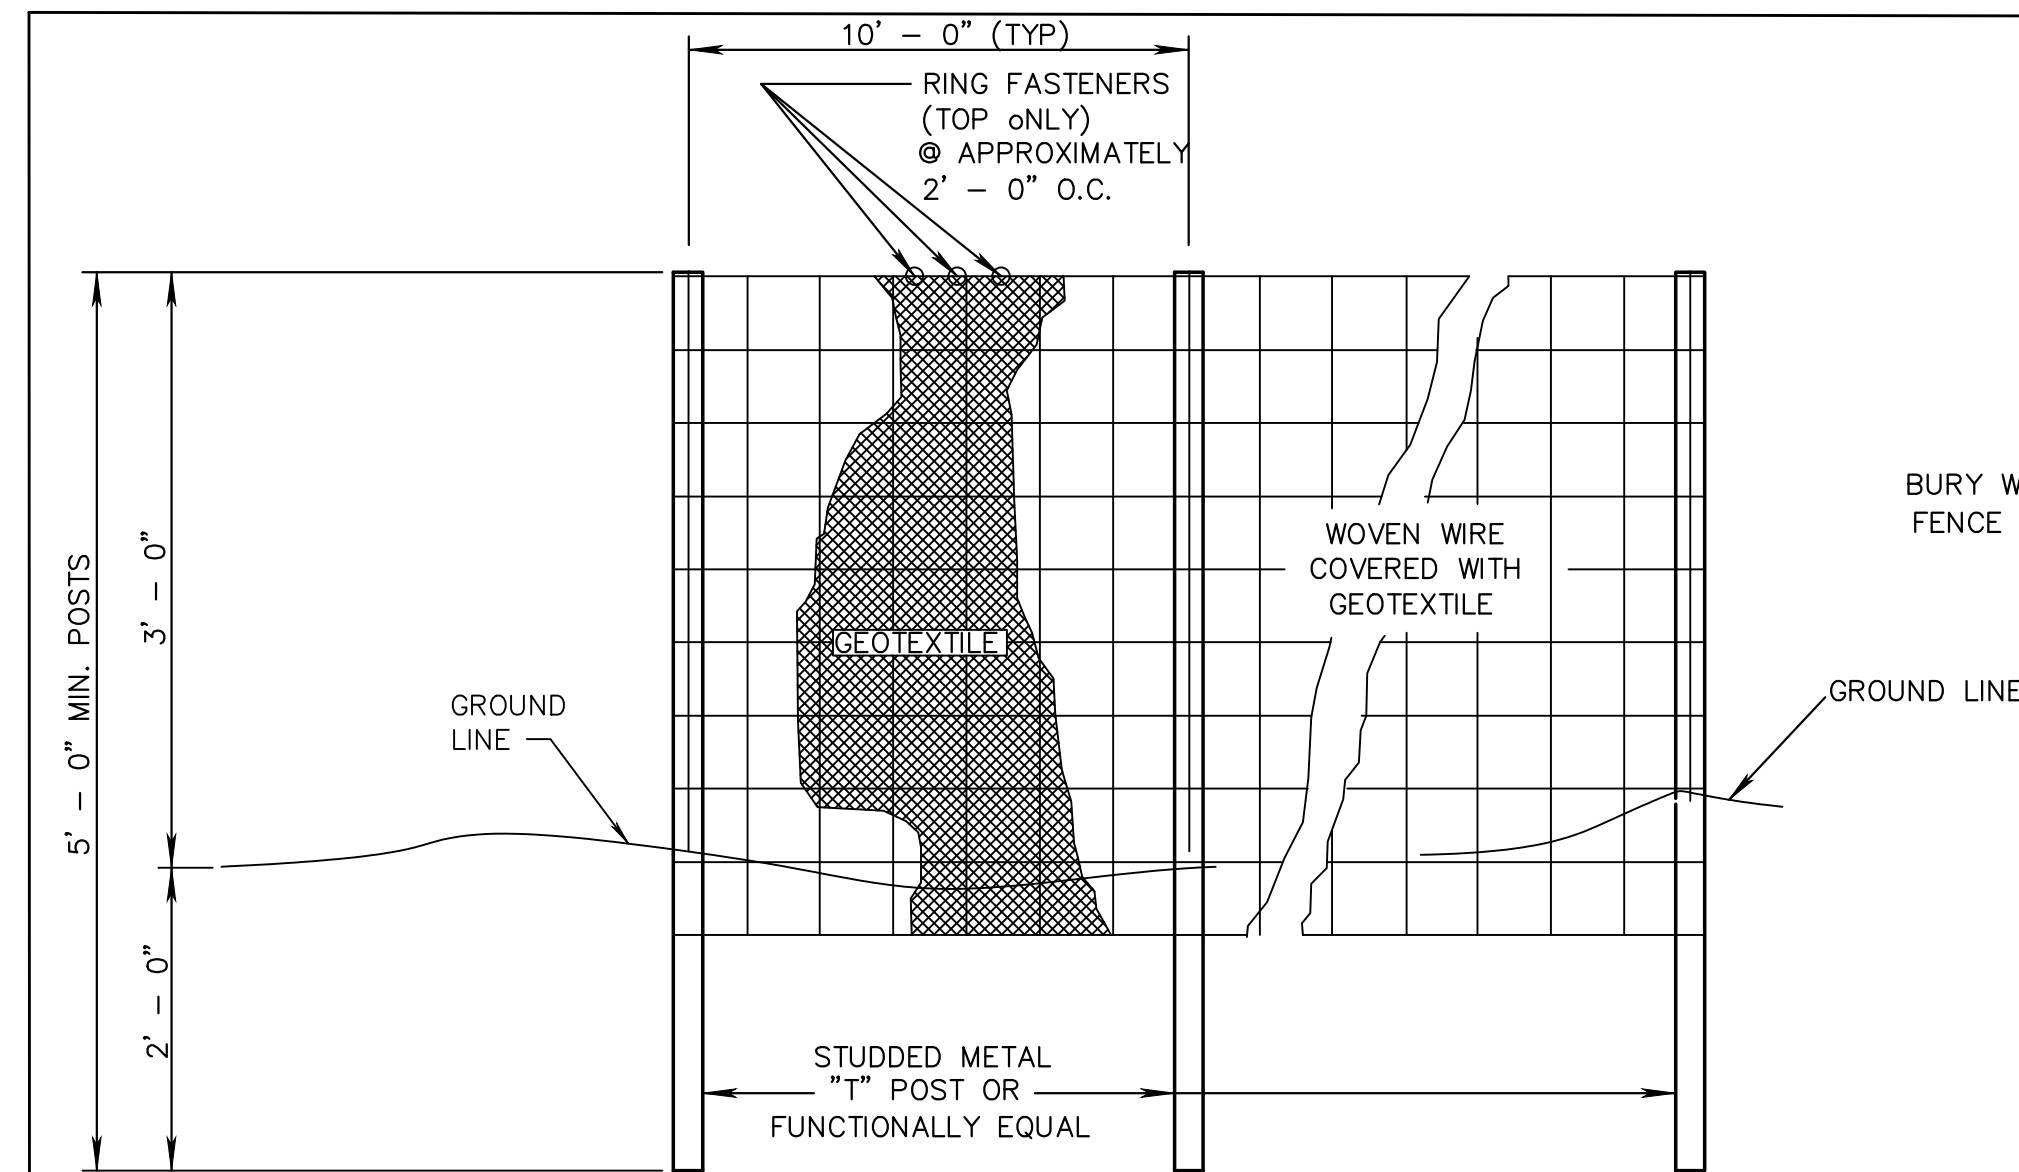 10' - 0" (TYP)
RING FASTENERS
(TOP oNLY)
@ APPROXIMATELY
2' - 0" O.C.
5' - 0" MIN. POSTS
3' - 0"
2' - 0"
GROUND
LINE
GEOTEXTILE
WOVEN WIRE
COVERED WITH
GEOTEXTILE
BURY
FENCE
GROUND LINE
STUDDED METAL
"T" POST OR
FUNCTIONALLY EQUAL